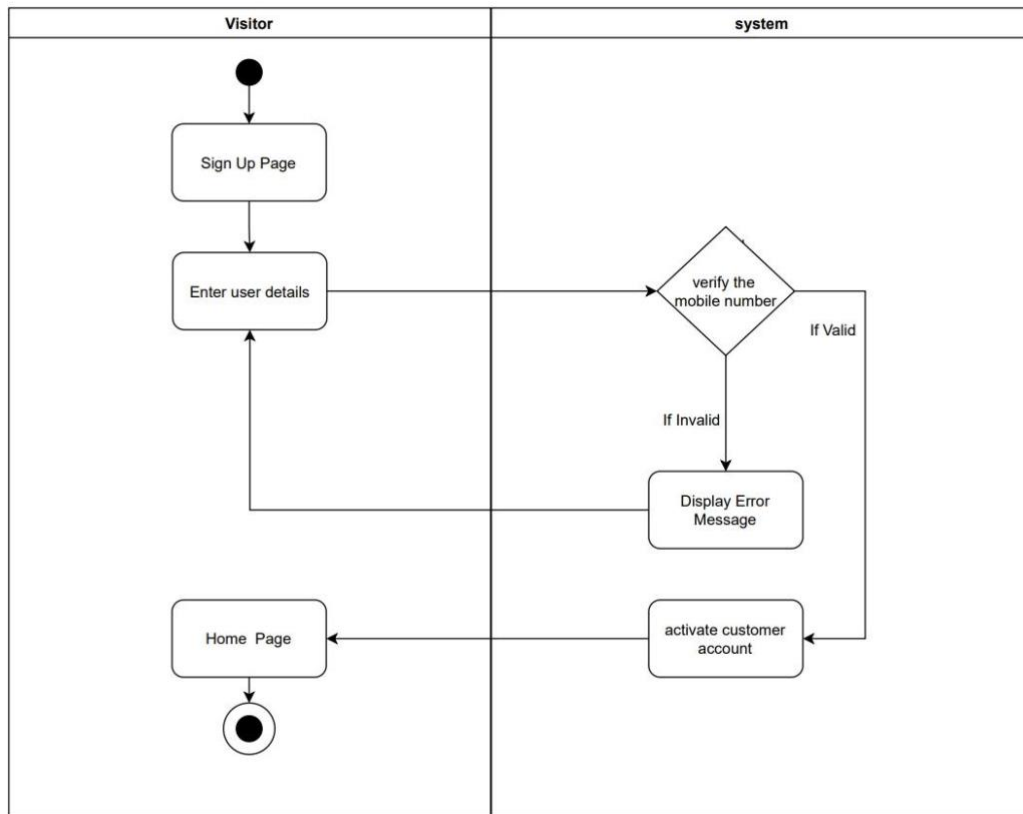 Visitor
system
Sign Up Page
Enter user details
verify the
mobile number
If Valid
If Invalid
Display Error
Message
Home Page
activate customer
account